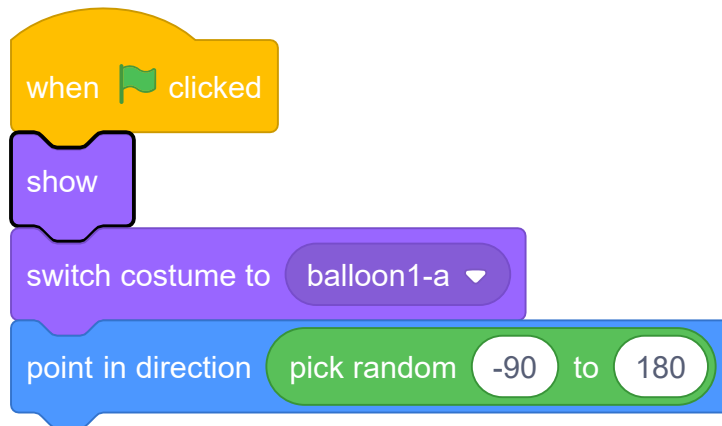 when clicked
show
switch costume to balloon1-a
point in direction pick random -90 to 180